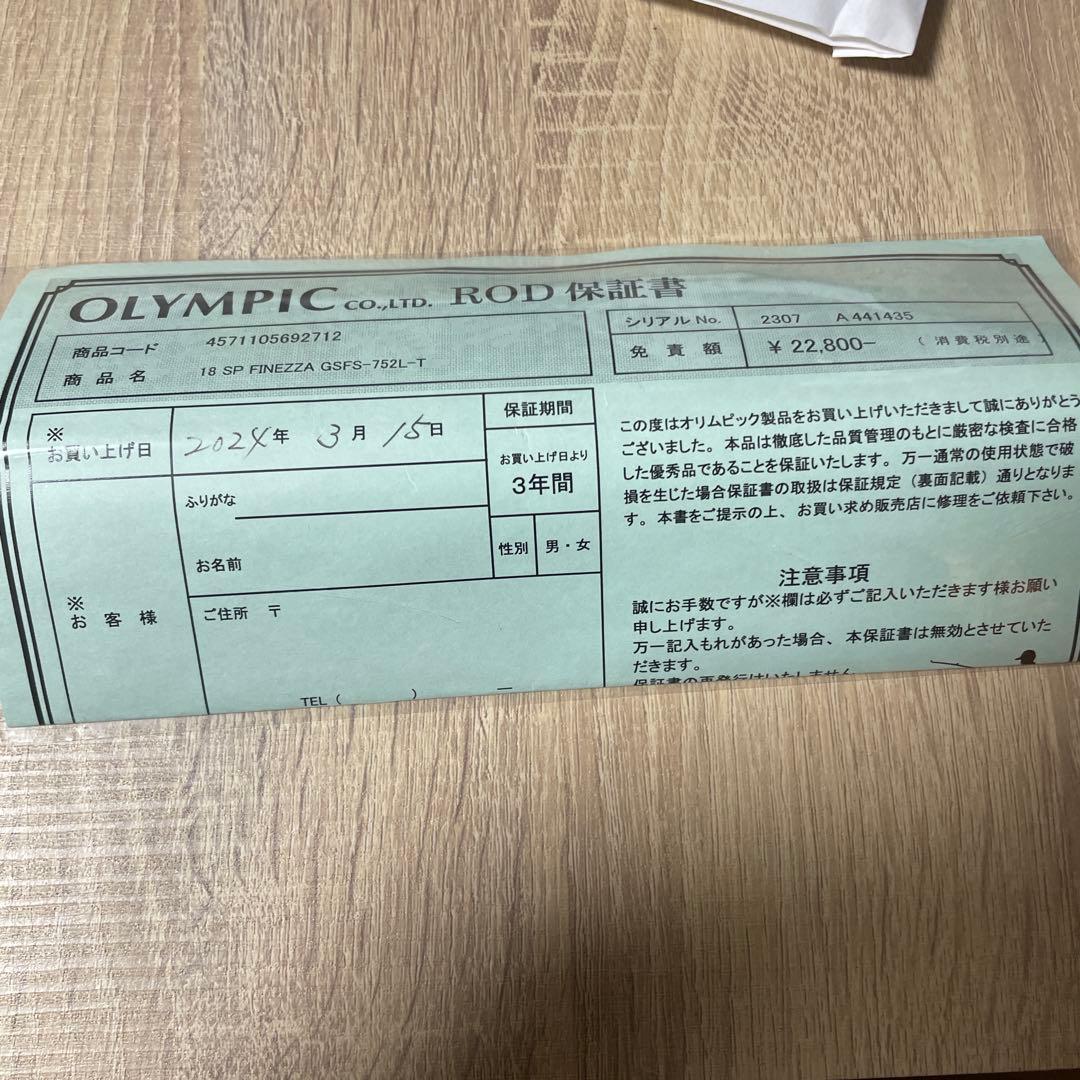 OLYMPIC CO.,LTD. ROD 保証書
商品コード 4571105692712
商品名 18 SP FINEZZA GSFS-752L-T
シリアル No. 2307 A441435
免責額 ¥ 22,800- (消費税別途)
※
お買い上げ日 2024年 3月 15日
保証期間
お買い上げ日より
3年間
ふりがな
お名前
性別 男・女
※
お客様
ご住所 〒
TEL ( ) ー
この度はオリムピック製品をお買い上げいただきまして誠にありがとう
ございました。本品は徹底した品質管理のもとに厳密な検査に合格
した優秀品であることを保証いたします。万一通常の使用状態で破
損を生じた場合保証書の取扱は保証規定(裏面記載)通りとなりま
す。本書をご提示の上、お買い求め販売店に修理をご依頼下さい。
注意事項
誠にお手数ですが※欄は必ずご記入いただきます様お願い
申し上げます。
万一記入もれがあった場合、本保証書は無効とさせていた
だきます。
保証書の再発行はいたしません